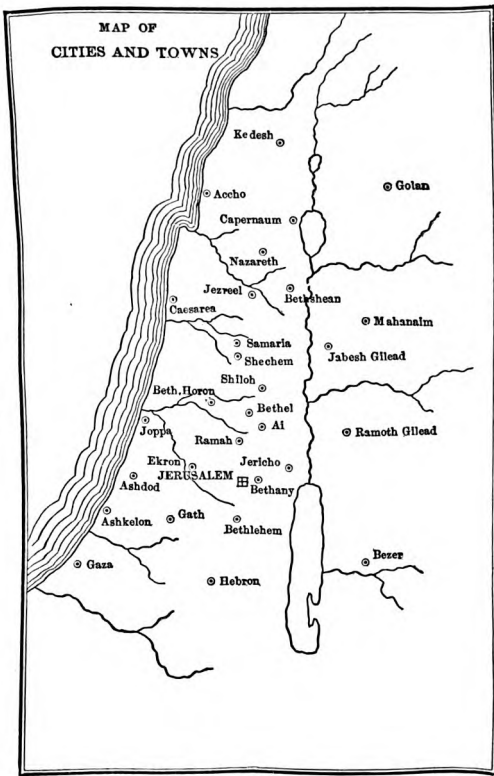 MAP OF
CITIES AND TOWNS
Kedesh
Golan
Accho
Capernaum
Nazareth
Jezreel
Bethshean
Caesarea
Mahanaim
Samaria
Jabesh Gilead
Shechem
Shiloh
Beth. Horon
Bethel
Joppa
Ai
Ramoth Gilead
Ramah
Ekron
Jericho
JERUSALEM
Ashdod
Bethany
Ashkelon
Gath
Bethlehem
Gaza
Bezer
Hebron